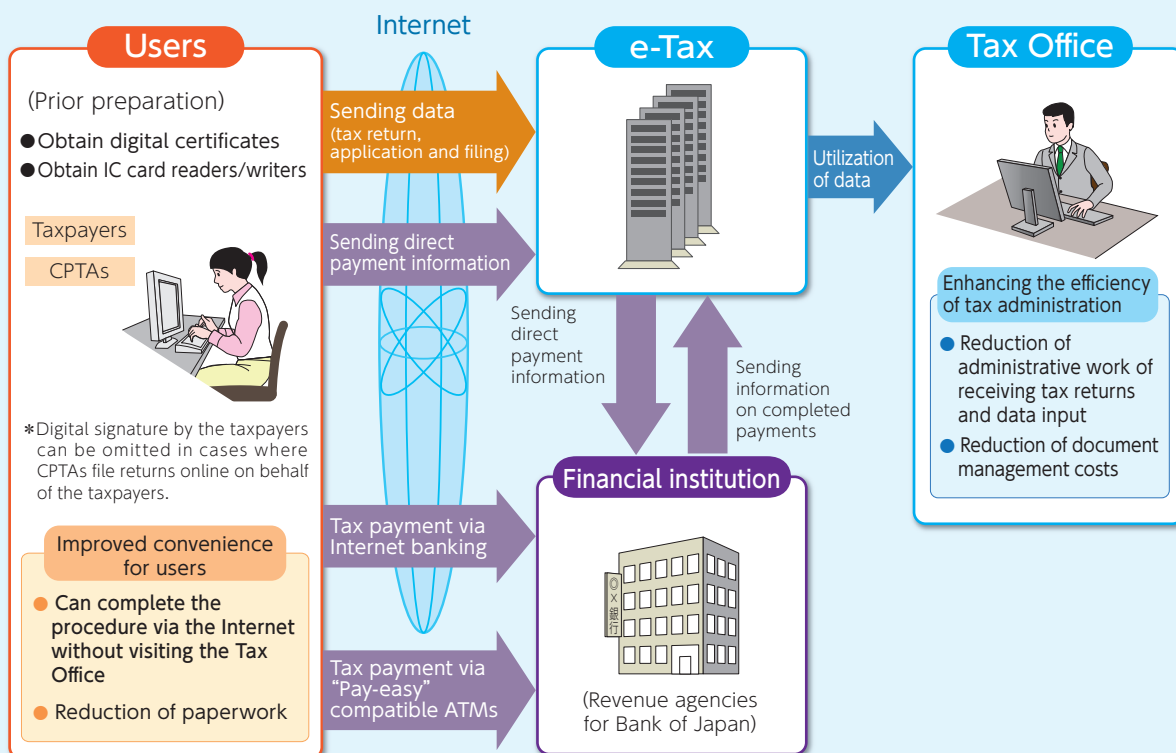 Internet
Users
(Prior preparation)
●Obtain digital certificates
●Obtain IC card readers/writers
Taxpayers
CPTAs
*Digital signature by the taxpayers
can be omitted in cases where
CPTAs file returns online on behalf
of the taxpayers.
Improved convenience
for users
● Can complete the
procedure via the Internet
without visiting the Tax
Office
● Reduction of paperwork
Sending data
(tax return,
application and filing)
Sending direct
payment information
Tax payment via
Internet banking
Tax payment via
“Pay-easy”
compatible ATMs
e-Tax
Sending
direct
payment
information
Sending
information
on completed
payments
Financial institution
○×銀行
(Revenue agencies
for Bank of Japan)
Utilization
of data
Tax Office
Enhancing the efficiency
of tax administration
● Reduction of
administrative work of
receiving tax returns
and data input
● Reduction of document
management costs